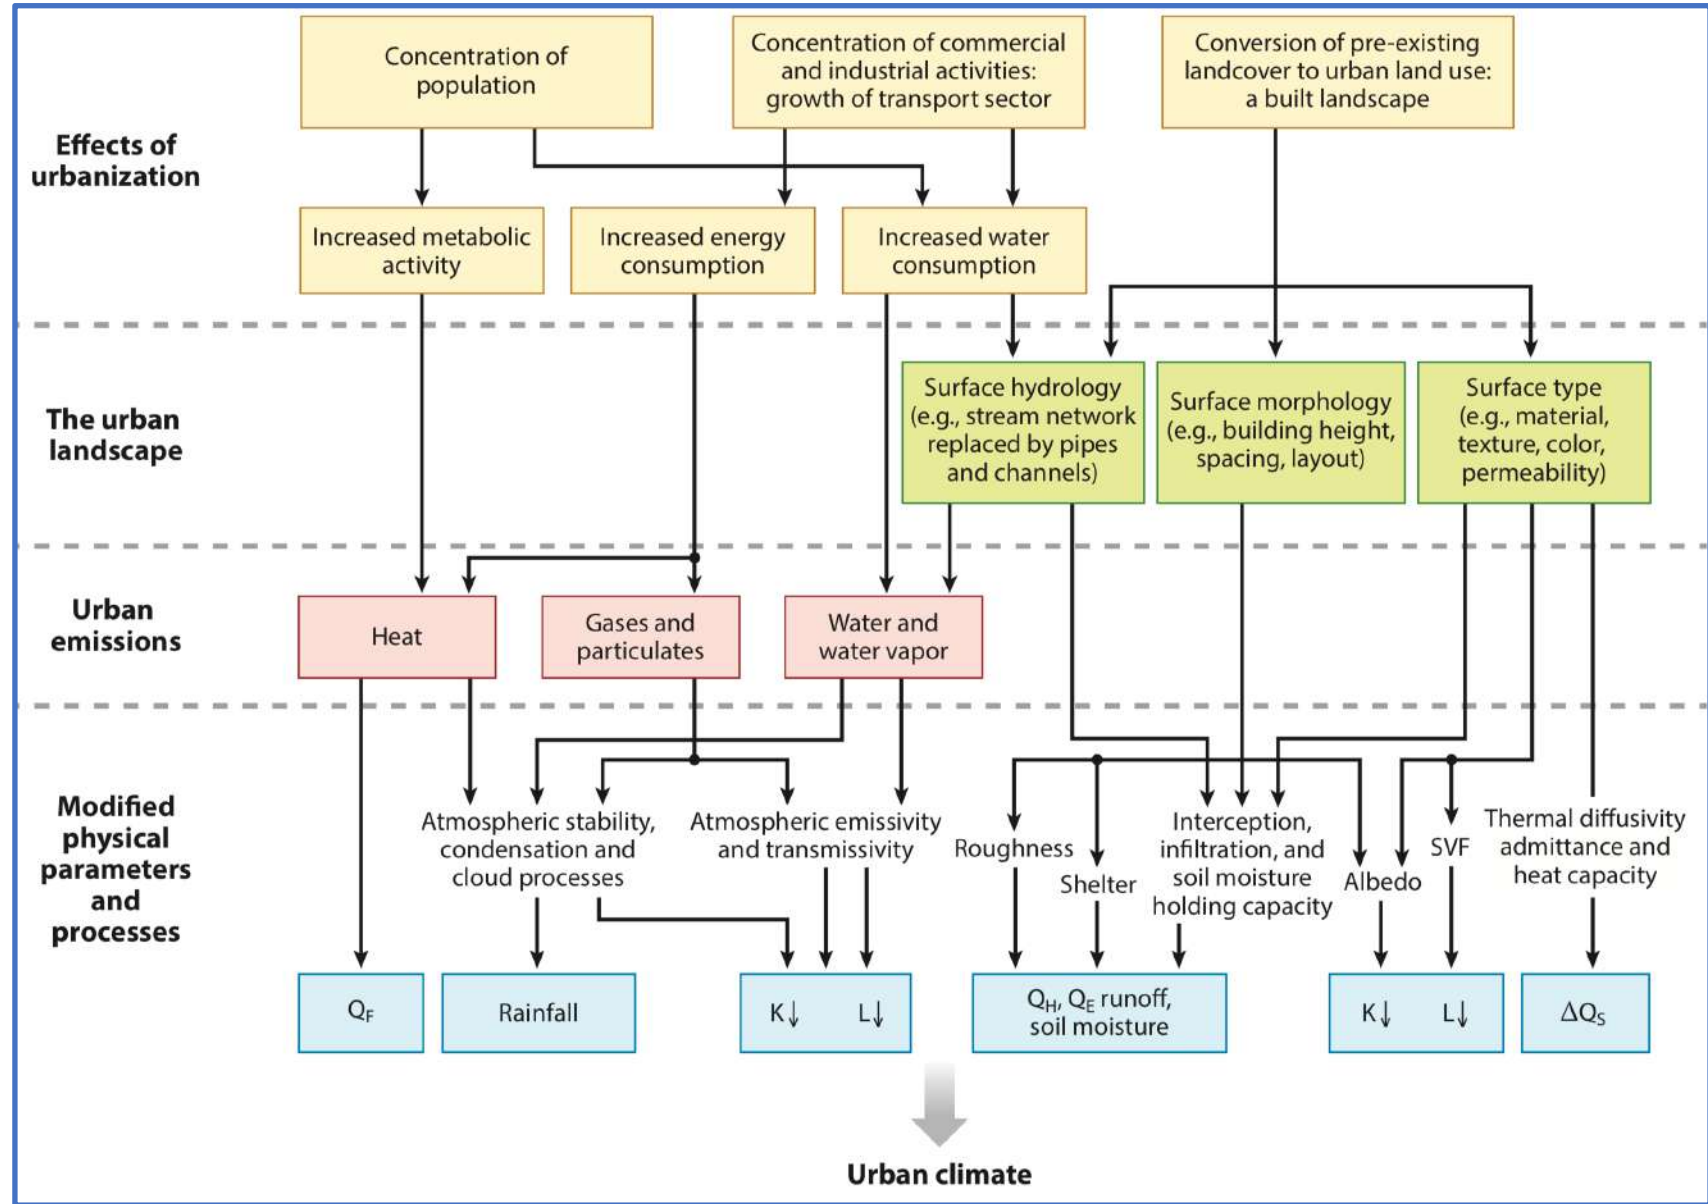 Effects of
urbanization
Concentration of
population
Concentration of commercial
and industrial activities:
growth of transport sector
Conversion of pre-existing
landcover to urban land use:
a built landscape
Increased metabolic
activity
Increased energy
consumption
Increased water
consumption
The urban
landscape
Surface hydrology
(e.g., stream network
replaced by pipes
and channels)
Surface morphology
(e.g., building height,
spacing, layout)
Surface type
(e.g., material,
texture, color,
permeability)
Urban
emissions
Heat
Gases and
particulates
Water and
water vapor
Modified
physical
parameters
and
processes
Atmospheric stability,
condensation and
cloud processes
Atmospheric emissivity
and transmissivity
Roughness
Shelter
Interception,
infiltration, and
soil moisture
holding capacity
Albedo
SVF
Thermal diffusivity
admittance and
heat capacity
Q_F
Rainfall
K↓ L↓
Q_H, Q_E runoff,
soil moisture
K↓ L↓
ΔQ_S
Urban climate